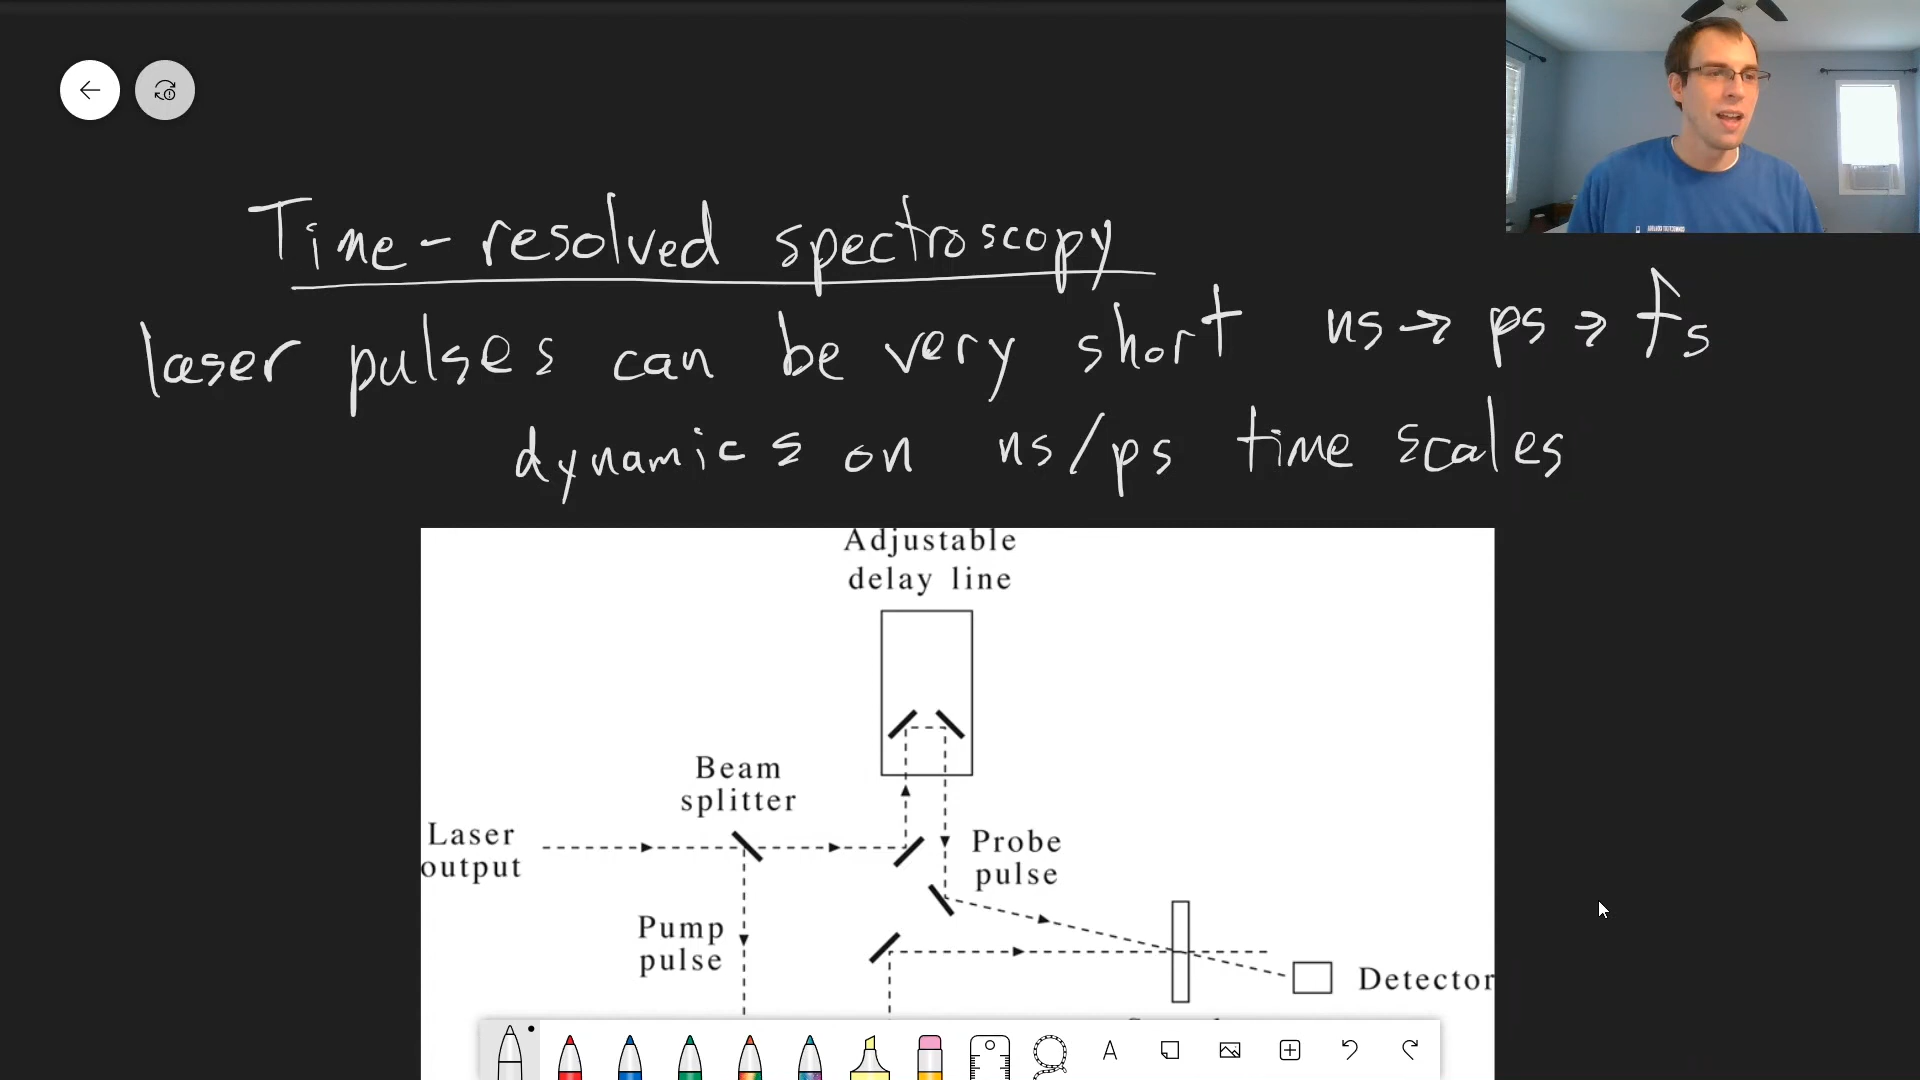 Time-resolved spectroscopy
laser pulses can be very short ns → ps → fs
dynamics on ns/ps time scales
Adjustable
delay line
Beam
splitter
Laser
output
Probe
pulse
Pump
pulse
Detector
A